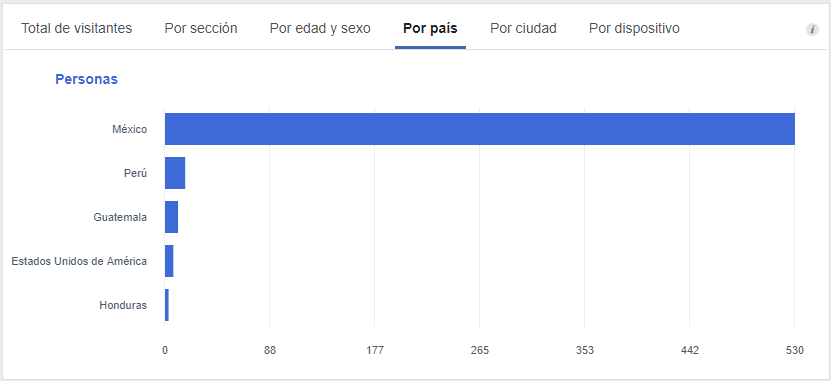 Total de visitantes Por sección Por edad y sexo Por país Por ciudad Por dispositivo i
Personas
México
Perú
Guatemala
Estados Unidos de América
Honduras
0 88 177 265 353 442 530